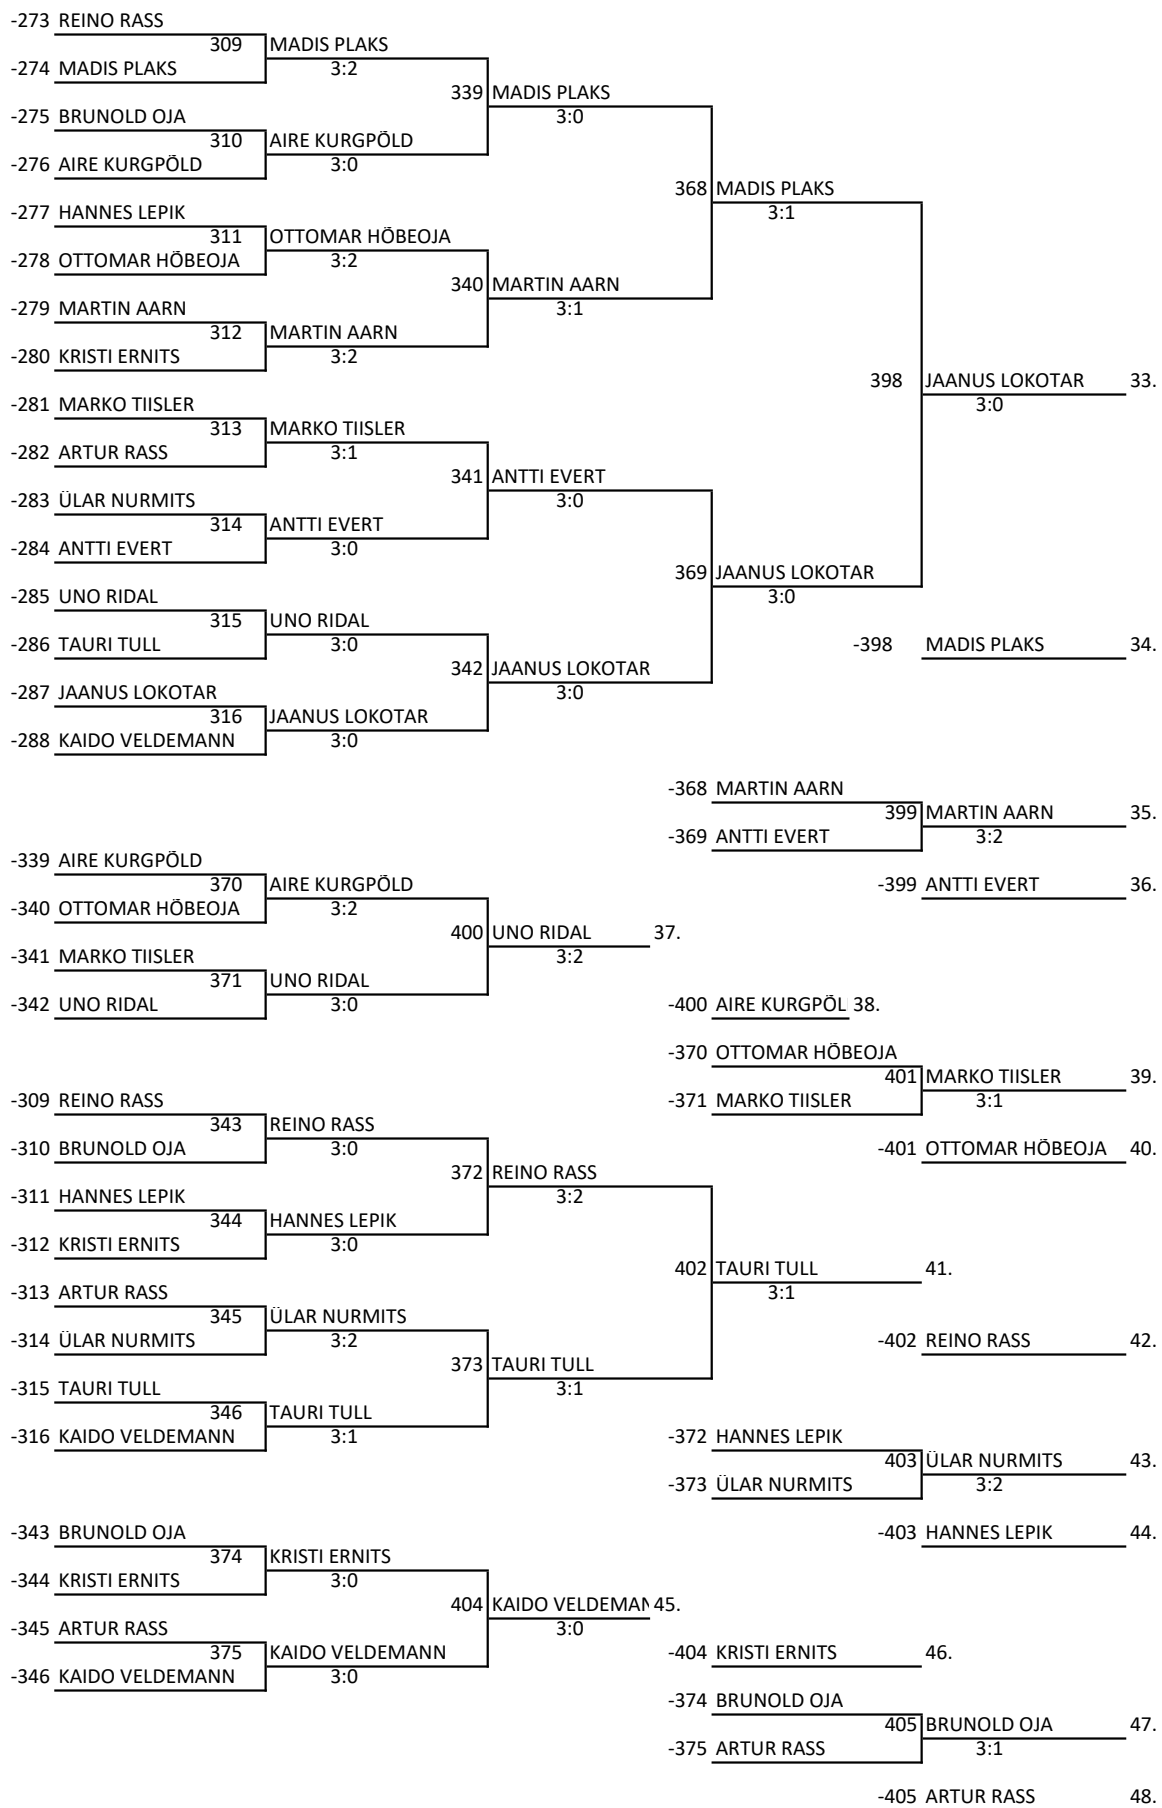 -273 REINO RASS
309 MADIS PLAKS
-274 MADIS PLAKS 3:2
339 MADIS PLAKS
-275 BRUNOLD OJA 3:0
310 AIRE KURGPÕLD
-276 AIRE KURGPÕLD 3:0
368 MADIS PLAKS
-277 HANNES LEPIK 3:1
311 OTTOMAR HÕBEOJA
-278 OTTOMAR HÕBEOJA 3:2
340 MARTIN AARN
-279 MARTIN AARN 3:1
312 MARTIN AARN
-280 KRISTI ERNITS 3:2
398 JAANUS LOKOTAR 33.
-281 MARKO TIISLER 3:0
313 MARKO TIISLER
-282 ARTUR RASS 3:1
341 ANTTI EVERT
-283 ÜLAR NURMITS 3:0
314 ANTTI EVERT
-284 ANTTI EVERT 3:0
369 JAANUS LOKOTAR
-285 UNO RIDAL 3:0
315 UNO RIDAL
-286 TAURI TULL 3:0 -398 MADIS PLAKS 34.
342 JAANUS LOKOTAR
-287 JAANUS LOKOTAR 3:0
316 JAANUS LOKOTAR
-288 KAIDO VELDEMANN 3:0
-368 MARTIN AARN
399 MARTIN AARN 35.
-369 ANTTI EVERT 3:2
-339 AIRE KURGPÕLD
370 AIRE KURGPÕLD -399 ANTTI EVERT 36.
-340 OTTOMAR HÕBEOJA 3:2
400 UNO RIDAL 37.
-341 MARKO TIISLER 3:2
371 UNO RIDAL
-342 UNO RIDAL 3:0 -400 AIRE KURGPÕL 38.
-370 OTTOMAR HÕBEOJA
401 MARKO TIISLER 39.
-309 REINO RASS -371 MARKO TIISLER 3:1
343 REINO RASS
-310 BRUNOLD OJA 3:0 -401 OTTOMAR HÕBEOJA 40.
372 REINO RASS
-311 HANNES LEPIK 3:2
344 HANNES LEPIK
-312 KRISTI ERNITS 3:0
402 TAURI TULL 41.
-313 ARTUR RASS 3:1
345 ÜLAR NURMITS
-314 ÜLAR NURMITS 3:2 -402 REINO RASS 42.
373 TAURI TULL
-315 TAURI TULL 3:1
346 TAURI TULL
-316 KAIDO VELDEMANN 3:1 -372 HANNES LEPIK
403 ÜLAR NURMITS 43.
-373 ÜLAR NURMITS 3:2
-343 BRUNOLD OJA -403 HANNES LEPIK 44.
374 KRISTI ERNITS
-344 KRISTI ERNITS 3:0
404 KAIDO VELDEMAN 45.
-345 ARTUR RASS 3:0
375 KAIDO VELDEMANN -404 KRISTI ERNITS 46.
-346 KAIDO VELDEMANN 3:0
-374 BRUNOLD OJA
405 BRUNOLD OJA 47.
-375 ARTUR RASS 3:1
-405 ARTUR RASS 48.